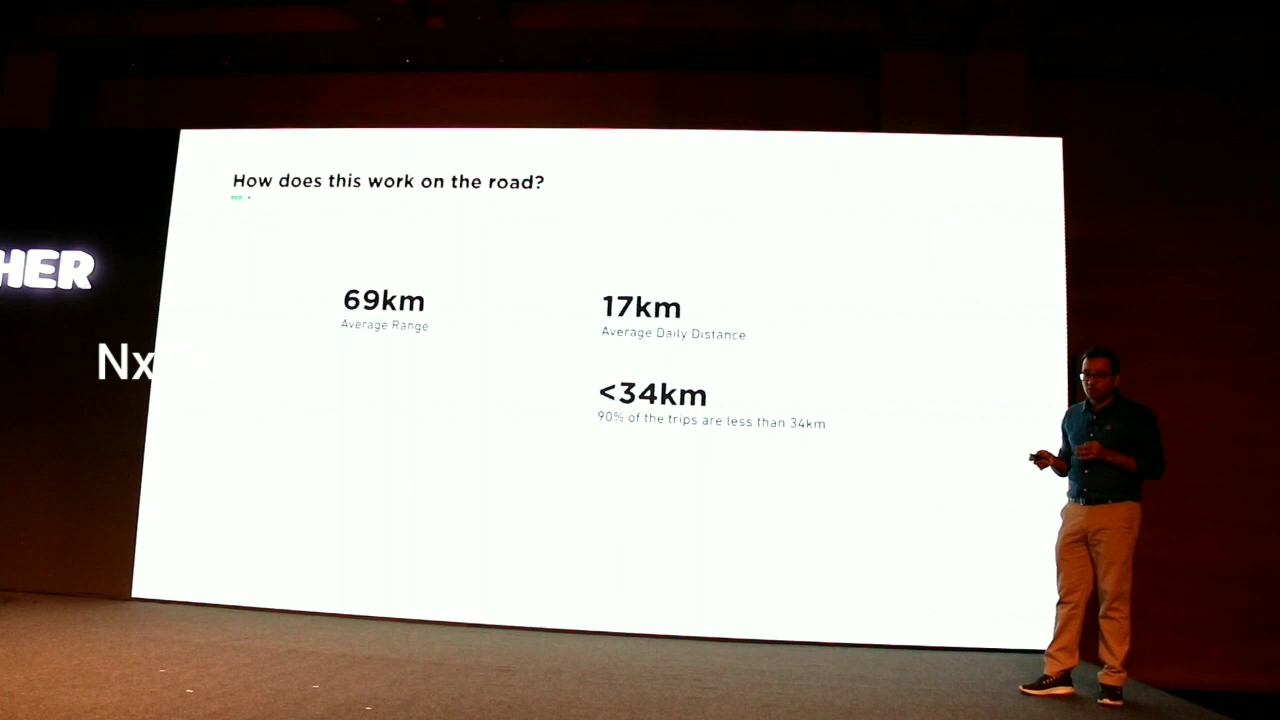 How does this work on the road?
HER
69km
Average Range
17km
Average Daily Distance
<34km
90% of the trips are less than 34km